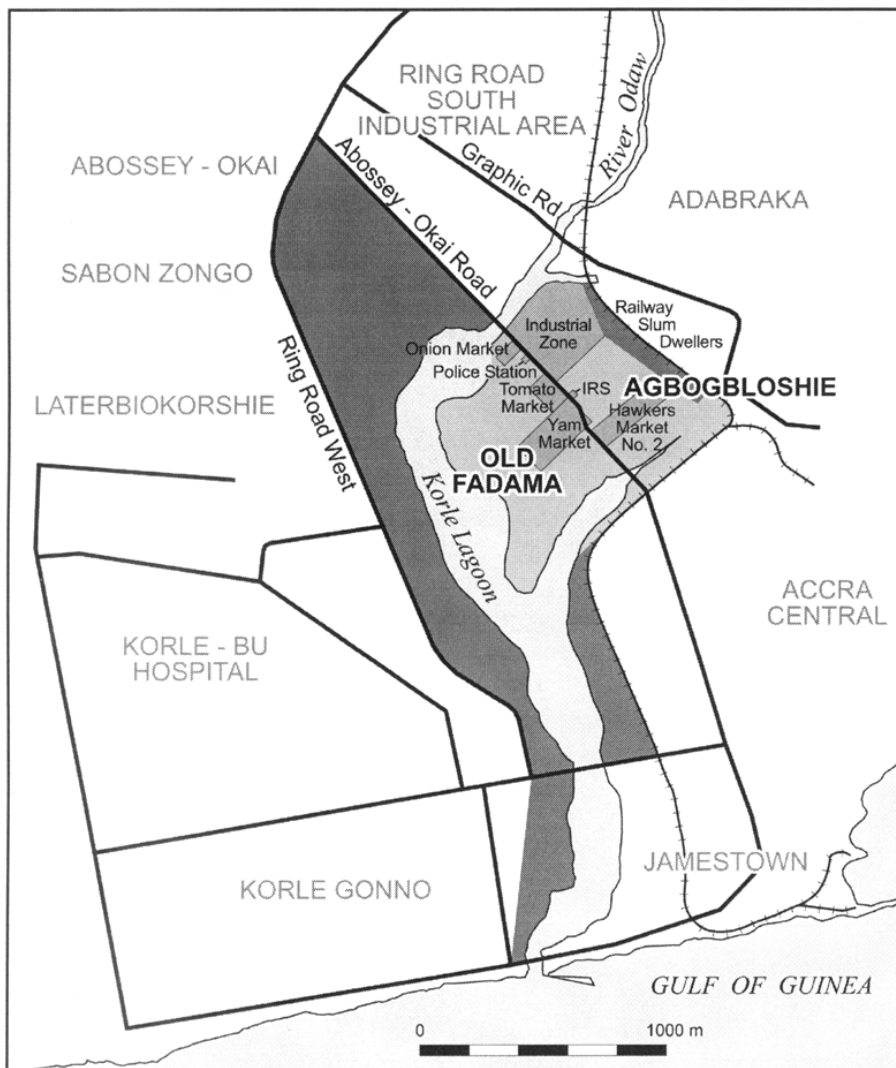 RING ROAD
SOUTH
INDUSTRIAL AREA
River Odaw
ABOSSEY - OKAI
Abossey - Okai Road
Graphic Rd
ADABRAKA
SABON ZONGO
Ring Road West
Railway
Slum
Dwellers
Industrial
Zone
Onion Market
Police Station
Tomato
Market
IRS
AGBOGBLOSHIE
LATERBIOKORSHIE
Yam
Market
Hawkers
Market
No. 2
OLD
FADAMA
Korle Lagoon
ACCRA
CENTRAL
KORLE - BU
HOSPITAL
JAMESTOWN
KORLE GONNO
GULF OF GUINEA
0
1000 m